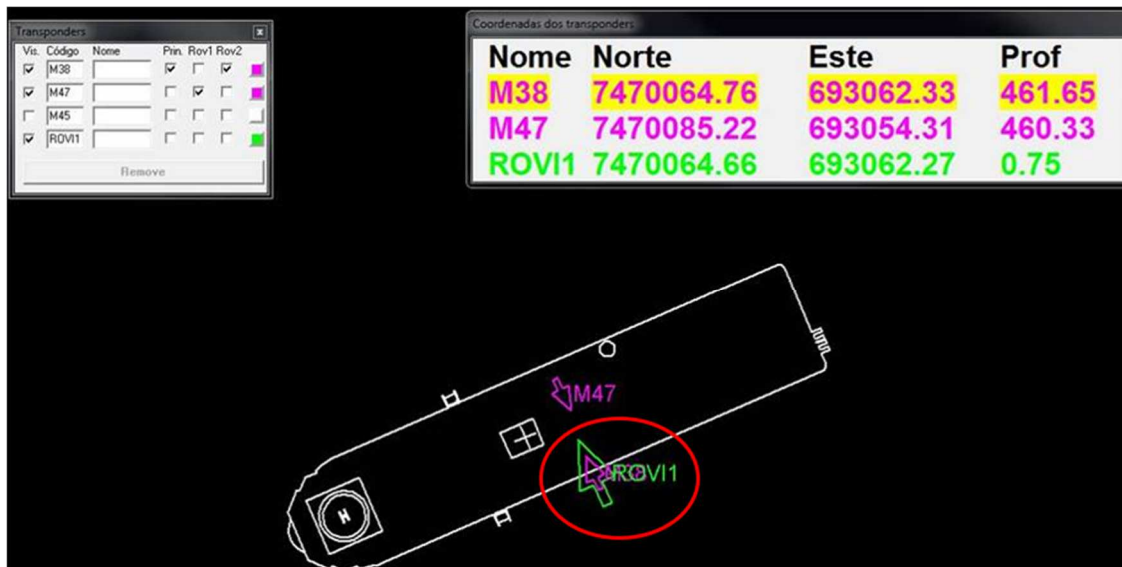 Transponders
x
Vis. Código Nome Prin. Rov1 Rov2
M38
M47
M45
ROVI1
Remove
Coordenadas dos transponders
Nome Norte Este Prof
M38 7470064.76 693062.33 461.65
M47 7470085.22 693054.31 460.33
ROVI1 7470064.66 693062.27 0.75
M47
ROVI1
H